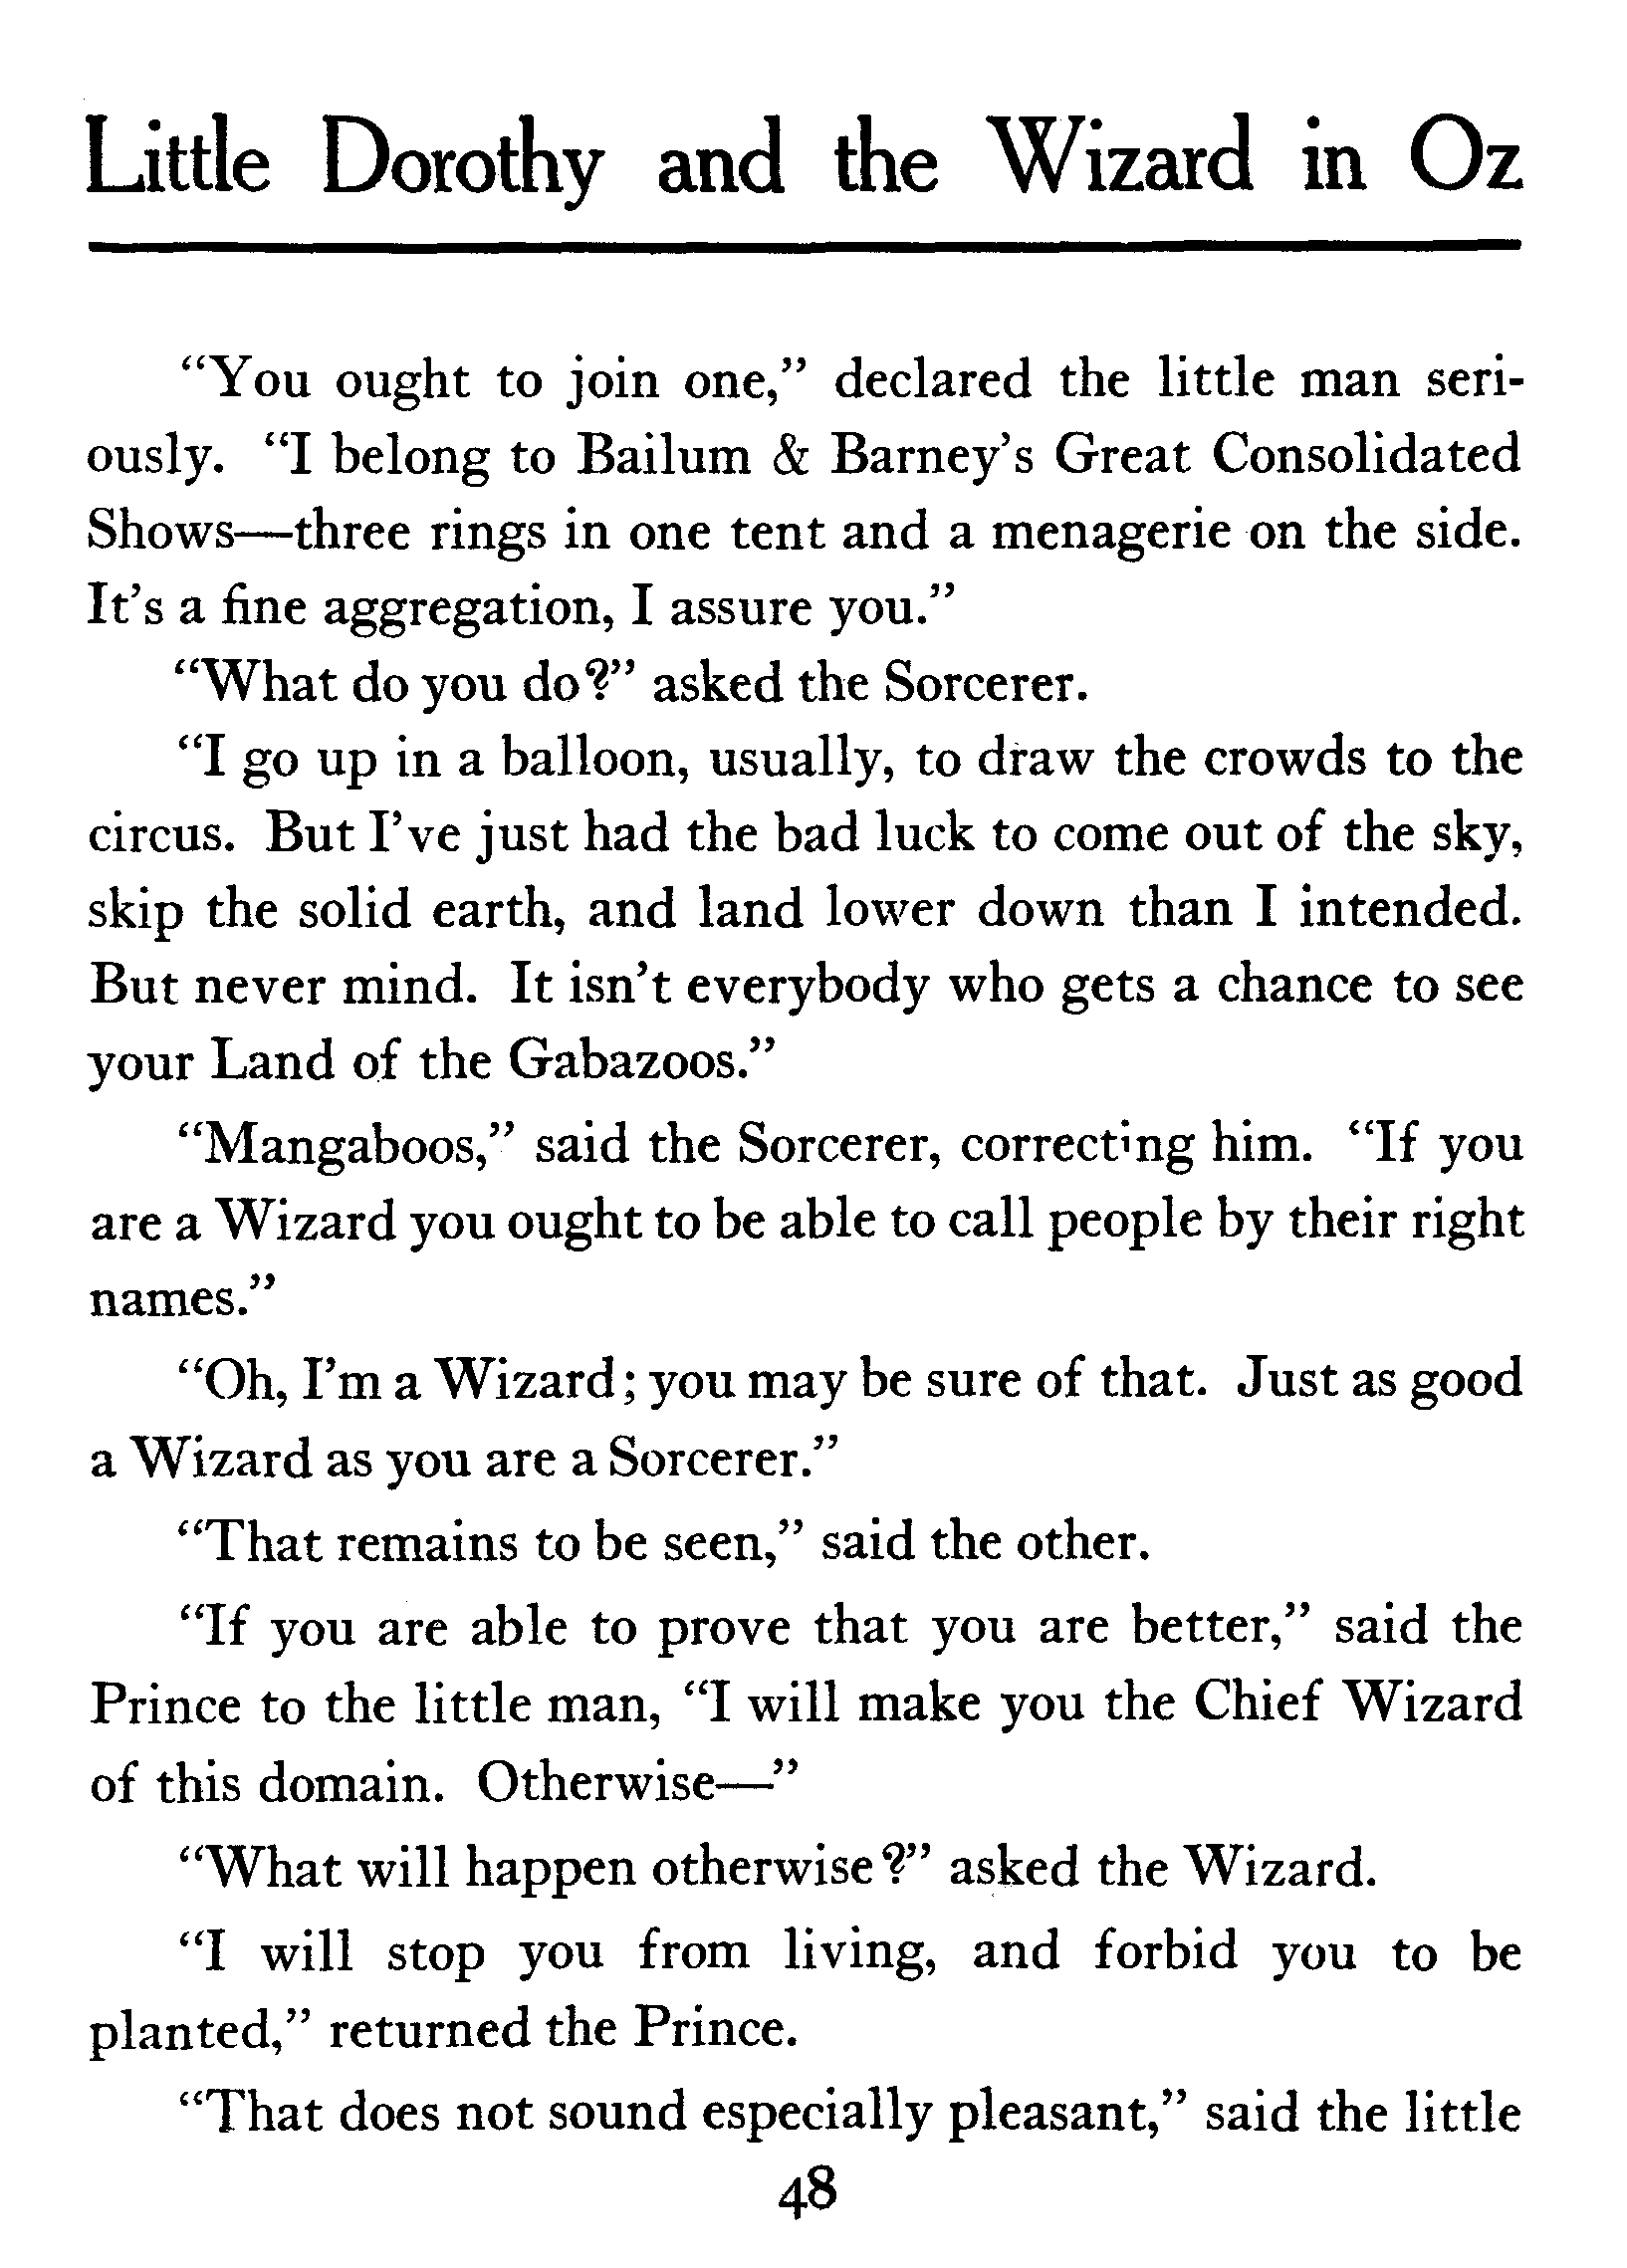 Little Dorothy and the Wizard in Oz
“You ought to join one,” declared the little man seri-
ously. “I belong to Bailum & Barney’s Great Consolidated
Shows—three rings in one tent and a menagerie on the side.
It’s a fine aggregation, I assure you.”
“What do you do?” asked the Sorcerer.
“I go up in a balloon, usually, to draw the crowds to the
circus. But I’ve just had the bad luck to come out of the sky,
skip the solid earth, and land lower down than I intended.
But never mind. It isn’t everybody who gets a chance to see
your Land of the Gabazoos.”
“Mangaboos,” said the Sorcerer, correcting him. “If you
are a Wizard you ought to be able to call people by their right
names.”
“Oh, I’m a Wizard; you may be sure of that. Just as good
a Wizard as you are a Sorcerer.”
“That remains to be seen,” said the other.
“If you are able to prove that you are better,” said the
Prince to the little man, “I will make you the Chief Wizard
of this domain. Otherwise—”
“What will happen otherwise?” asked the Wizard.
“I will stop you from living, and forbid you to be
planted,” returned the Prince.
“That does not sound especially pleasant,” said the little
48